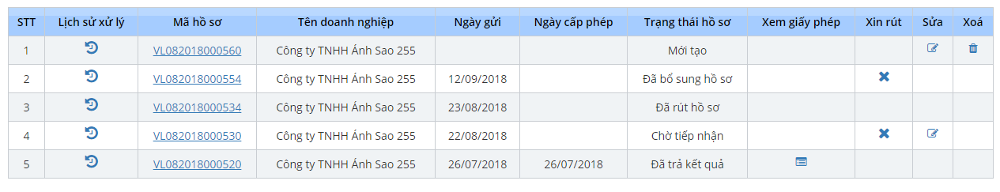 STT Lịch sử xử lý Mã hồ sơ Tên doanh nghiệp Ngày gửi Ngày cấp phép Trạng thái hồ sơ Xem giấy phép Xin rút Sửa Xoá
1 VL082018000560 Công ty TNHH Ánh Sao 255 Mới tạo
2 VL082018000554 Công ty TNHH Ánh Sao 255 12/09/2018 Đã bổ sung hồ sơ
3 VL082018000534 Công ty TNHH Ánh Sao 255 23/08/2018 Đã rút hồ sơ
4 VL082018000530 Công ty TNHH Ánh Sao 255 22/08/2018 Chờ tiếp nhận
5 VL082018000520 Công ty TNHH Ánh Sao 255 26/07/2018 26/07/2018 Đã trả kết quả